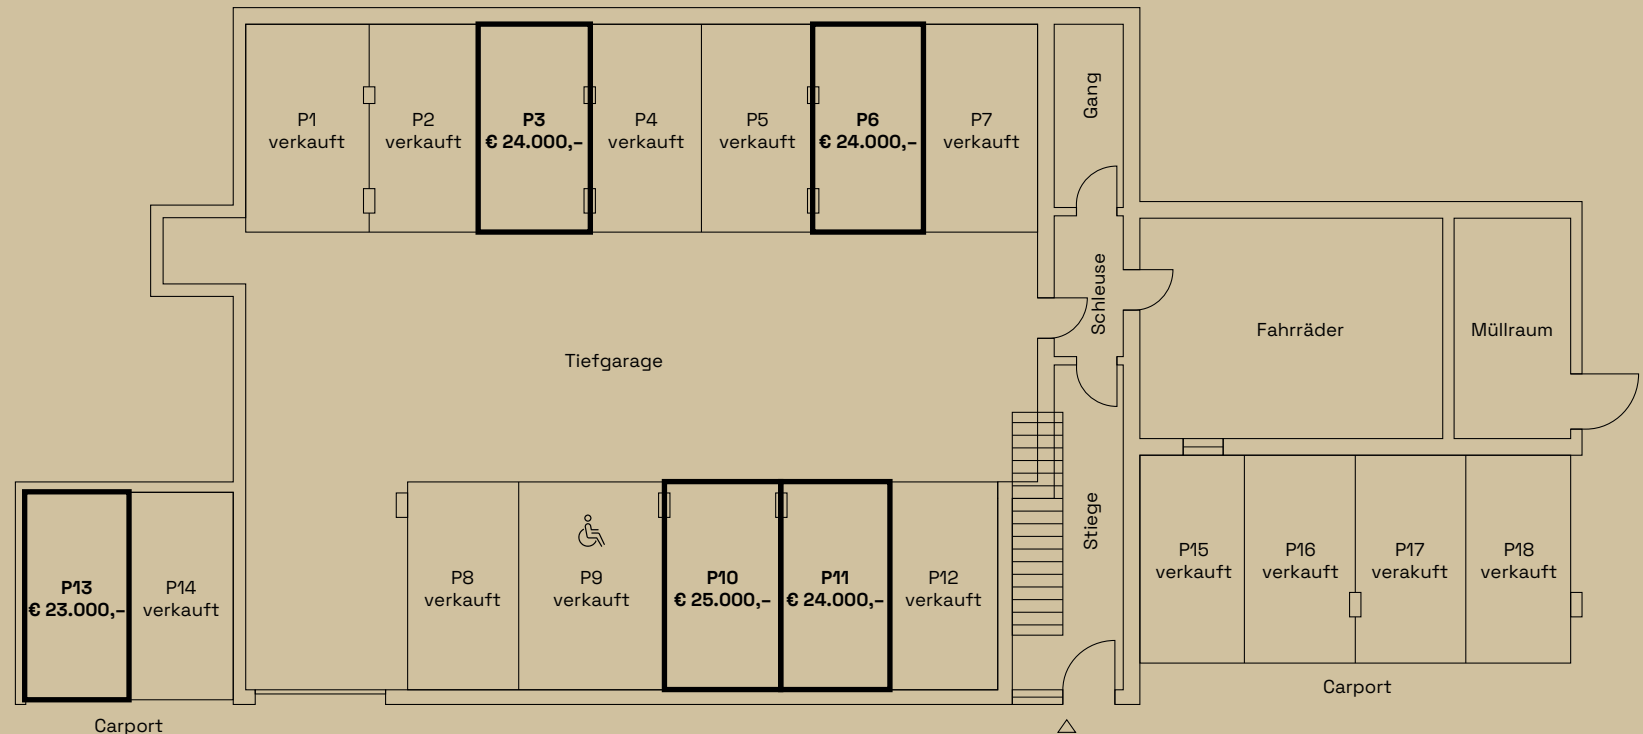 P1
verkauft
P2
verkauft
P3
€ 24.000,–
P4
verkauft
P5
verkauft
P6
€ 24.000,–
P7
verkauft
Gang
Schleuse
Fahrräder
Müllraum
Tiefgarage
P13
€ 23.000,–
P14
verkauft
P8
verkauft
P9
verkauft
P10
€ 25.000,–
P11
€ 24.000,–
P12
verkauft
Stiege
P15
verkauft
P16
verkauft
P17
verakuft
P18
verkauft
Carport
Carport